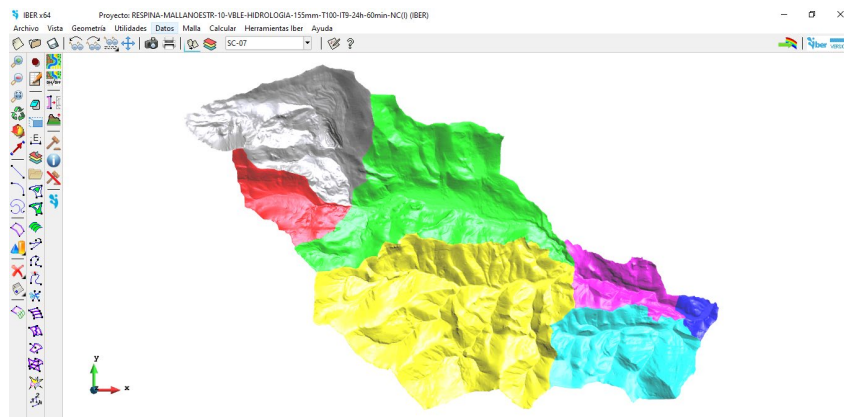 IBER x64 Proyecto: RESPINA-MALLANOESTR-10-VBLE-HIDROLOGIA-155mm-T100-IT9-24h-60min-NC(I) (IBER)
Archivo Vista Geometría Utilidades Datos Malla Calcular Herramientas Iber Ayuda
SC-07
Iber
y
x